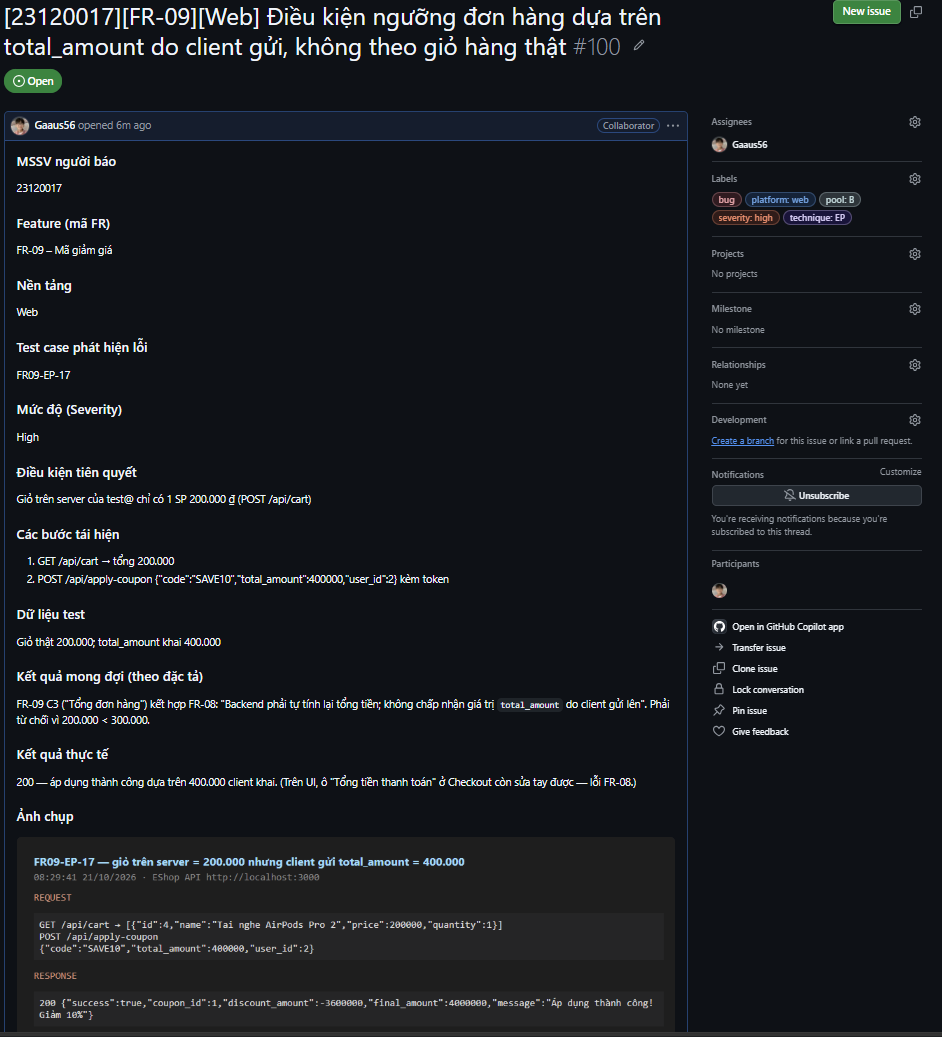 [23120017][FR-09][Web] Điều kiện ngưỡng đơn hàng dựa trên
total_amount do client gửi, không theo giỏ hàng thật #100
New issue
Open
Gaaus56 opened 6m ago
Collaborator
MSSV người báo
23120017
Feature (mã FR)
FR-09 – Mã giảm giá
Nền tảng
Web
Test case phát hiện lỗi
FR09-EP-17
Mức độ (Severity)
High
Điều kiện tiên quyết
Giỏ trên server của test@ chỉ có 1 SP 200.000 ₫ (POST /api/cart)
Các bước tái hiện
1. GET /api/cart → tổng 200.000
2. POST /api/apply-coupon {"code":"SAVE10","total_amount":400000,"user_id":2} kèm token
Dữ liệu test
Giỏ thật 200.000; total_amount khai 400.000
Kết quả mong đợi (theo đặc tả)
FR-09 C3 ("Tổng đơn hàng") kết hợp FR-08: "Backend phải tự tính lại tổng tiền; không chấp nhận giá trị total_amount do client gửi lên". Phải
từ chối vì 200.000 < 300.000.
Kết quả thực tế
200 — áp dụng thành công dựa trên 400.000 client khai. (Trên UI, ô "Tổng tiền thanh toán" ở Checkout còn sửa tay được — lỗi FR-08.)
Ảnh chụp
FR09-EP-17 — giỏ trên server = 200.000 nhưng client gửi total_amount = 400.000
08:29:41 21/10/2026 · EShop API http://localhost:3000
REQUEST
GET /api/cart → [{"id":4,"name":"Tai nghe AirPods Pro 2","price":200000,"quantity":1}]
POST /api/apply-coupon
{"code":"SAVE10","total_amount":400000,"user_id":2}
RESPONSE
200 {"success":true,"coupon_id":1,"discount_amount":-3600000,"final_amount":4000000,"message":"Áp dụng thành công!
Giảm 10%"}
Assignees
Gaaus56
Labels
bug platform: web pool: B
severity: high technique: EP
Projects
No projects
Milestone
No milestone
Relationships
None yet
Development
Create a branch for this issue or link a pull request.
Notifications
Customize
Unsubscribe
You're receiving notifications because you're
subscribed to this thread.
Participants
Open in GitHub Copilot app
Transfer issue
Clone issue
Lock conversation
Pin issue
Give feedback